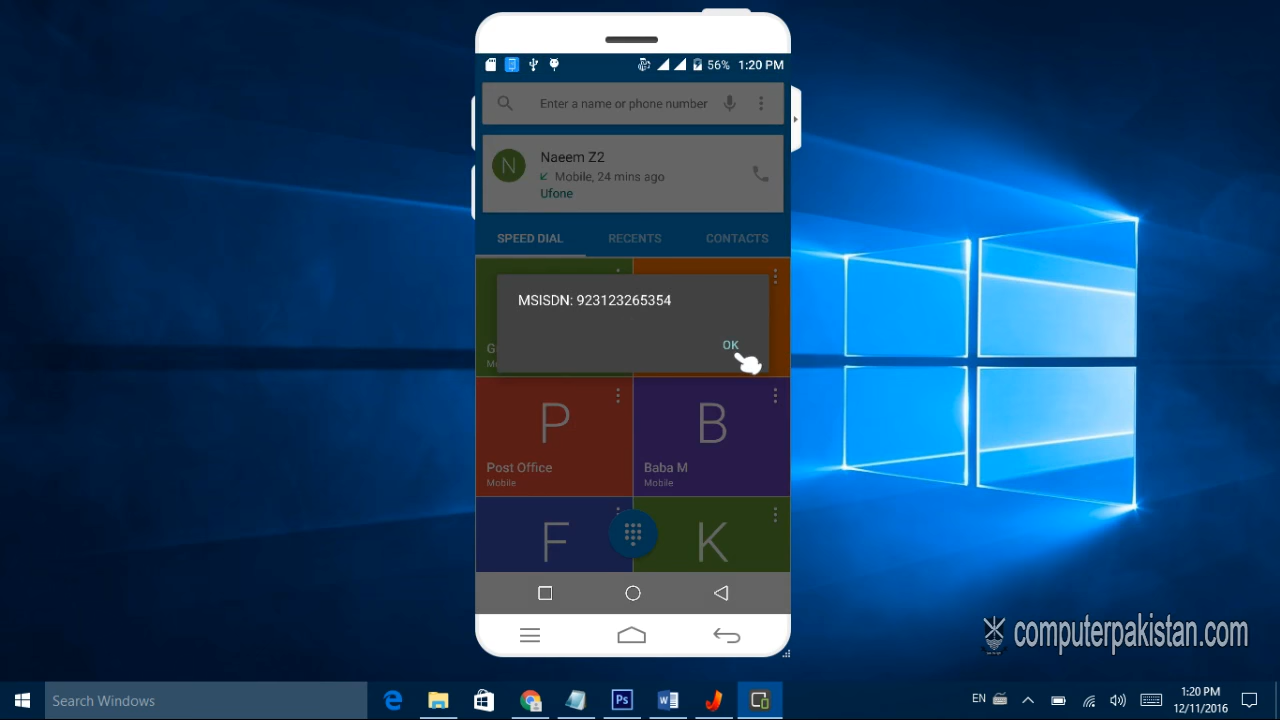 56% 1:20 PM
Enter a name or phone number
N
Naeem Z2
Mobile, 24 mins ago
Ufone
SPEED DIAL RECENTS CONTACTS
MSISDN: 923123265354
OK
G
M
P B
Post Office Baba M
Mobile Mobile
F K
computerpakistan.com
Search Windows
Ps
EN
1:20 PM
12/11/2016